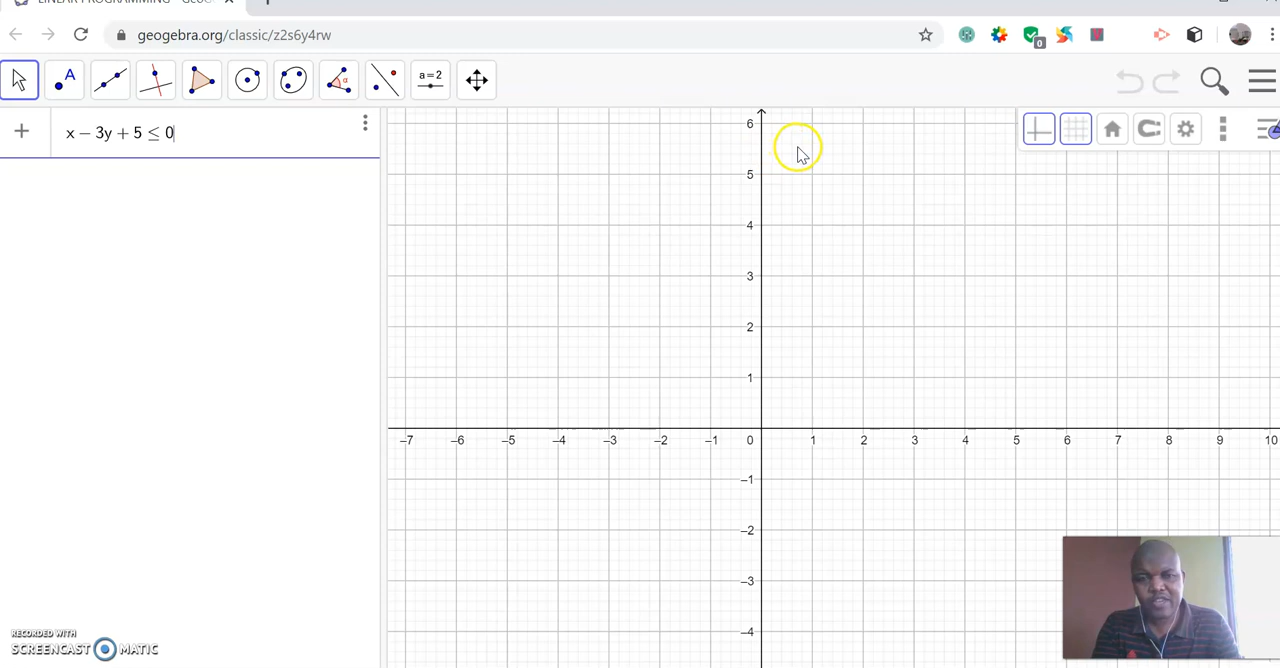 LINEAR PROGRAMMING - GeoG
geogebra.org/classic/z2s6y4rw
0
A
α
a=2
x − 3y + 5 ≤ 0
6
5
4
3
2
1
−7 −6 −5 −4 −3 −2 −1 0 1 2 3 4 5 6 7 8 9 10
−1
−2
−3
−4
RECORDED WITH
SCREENCAST MATIC